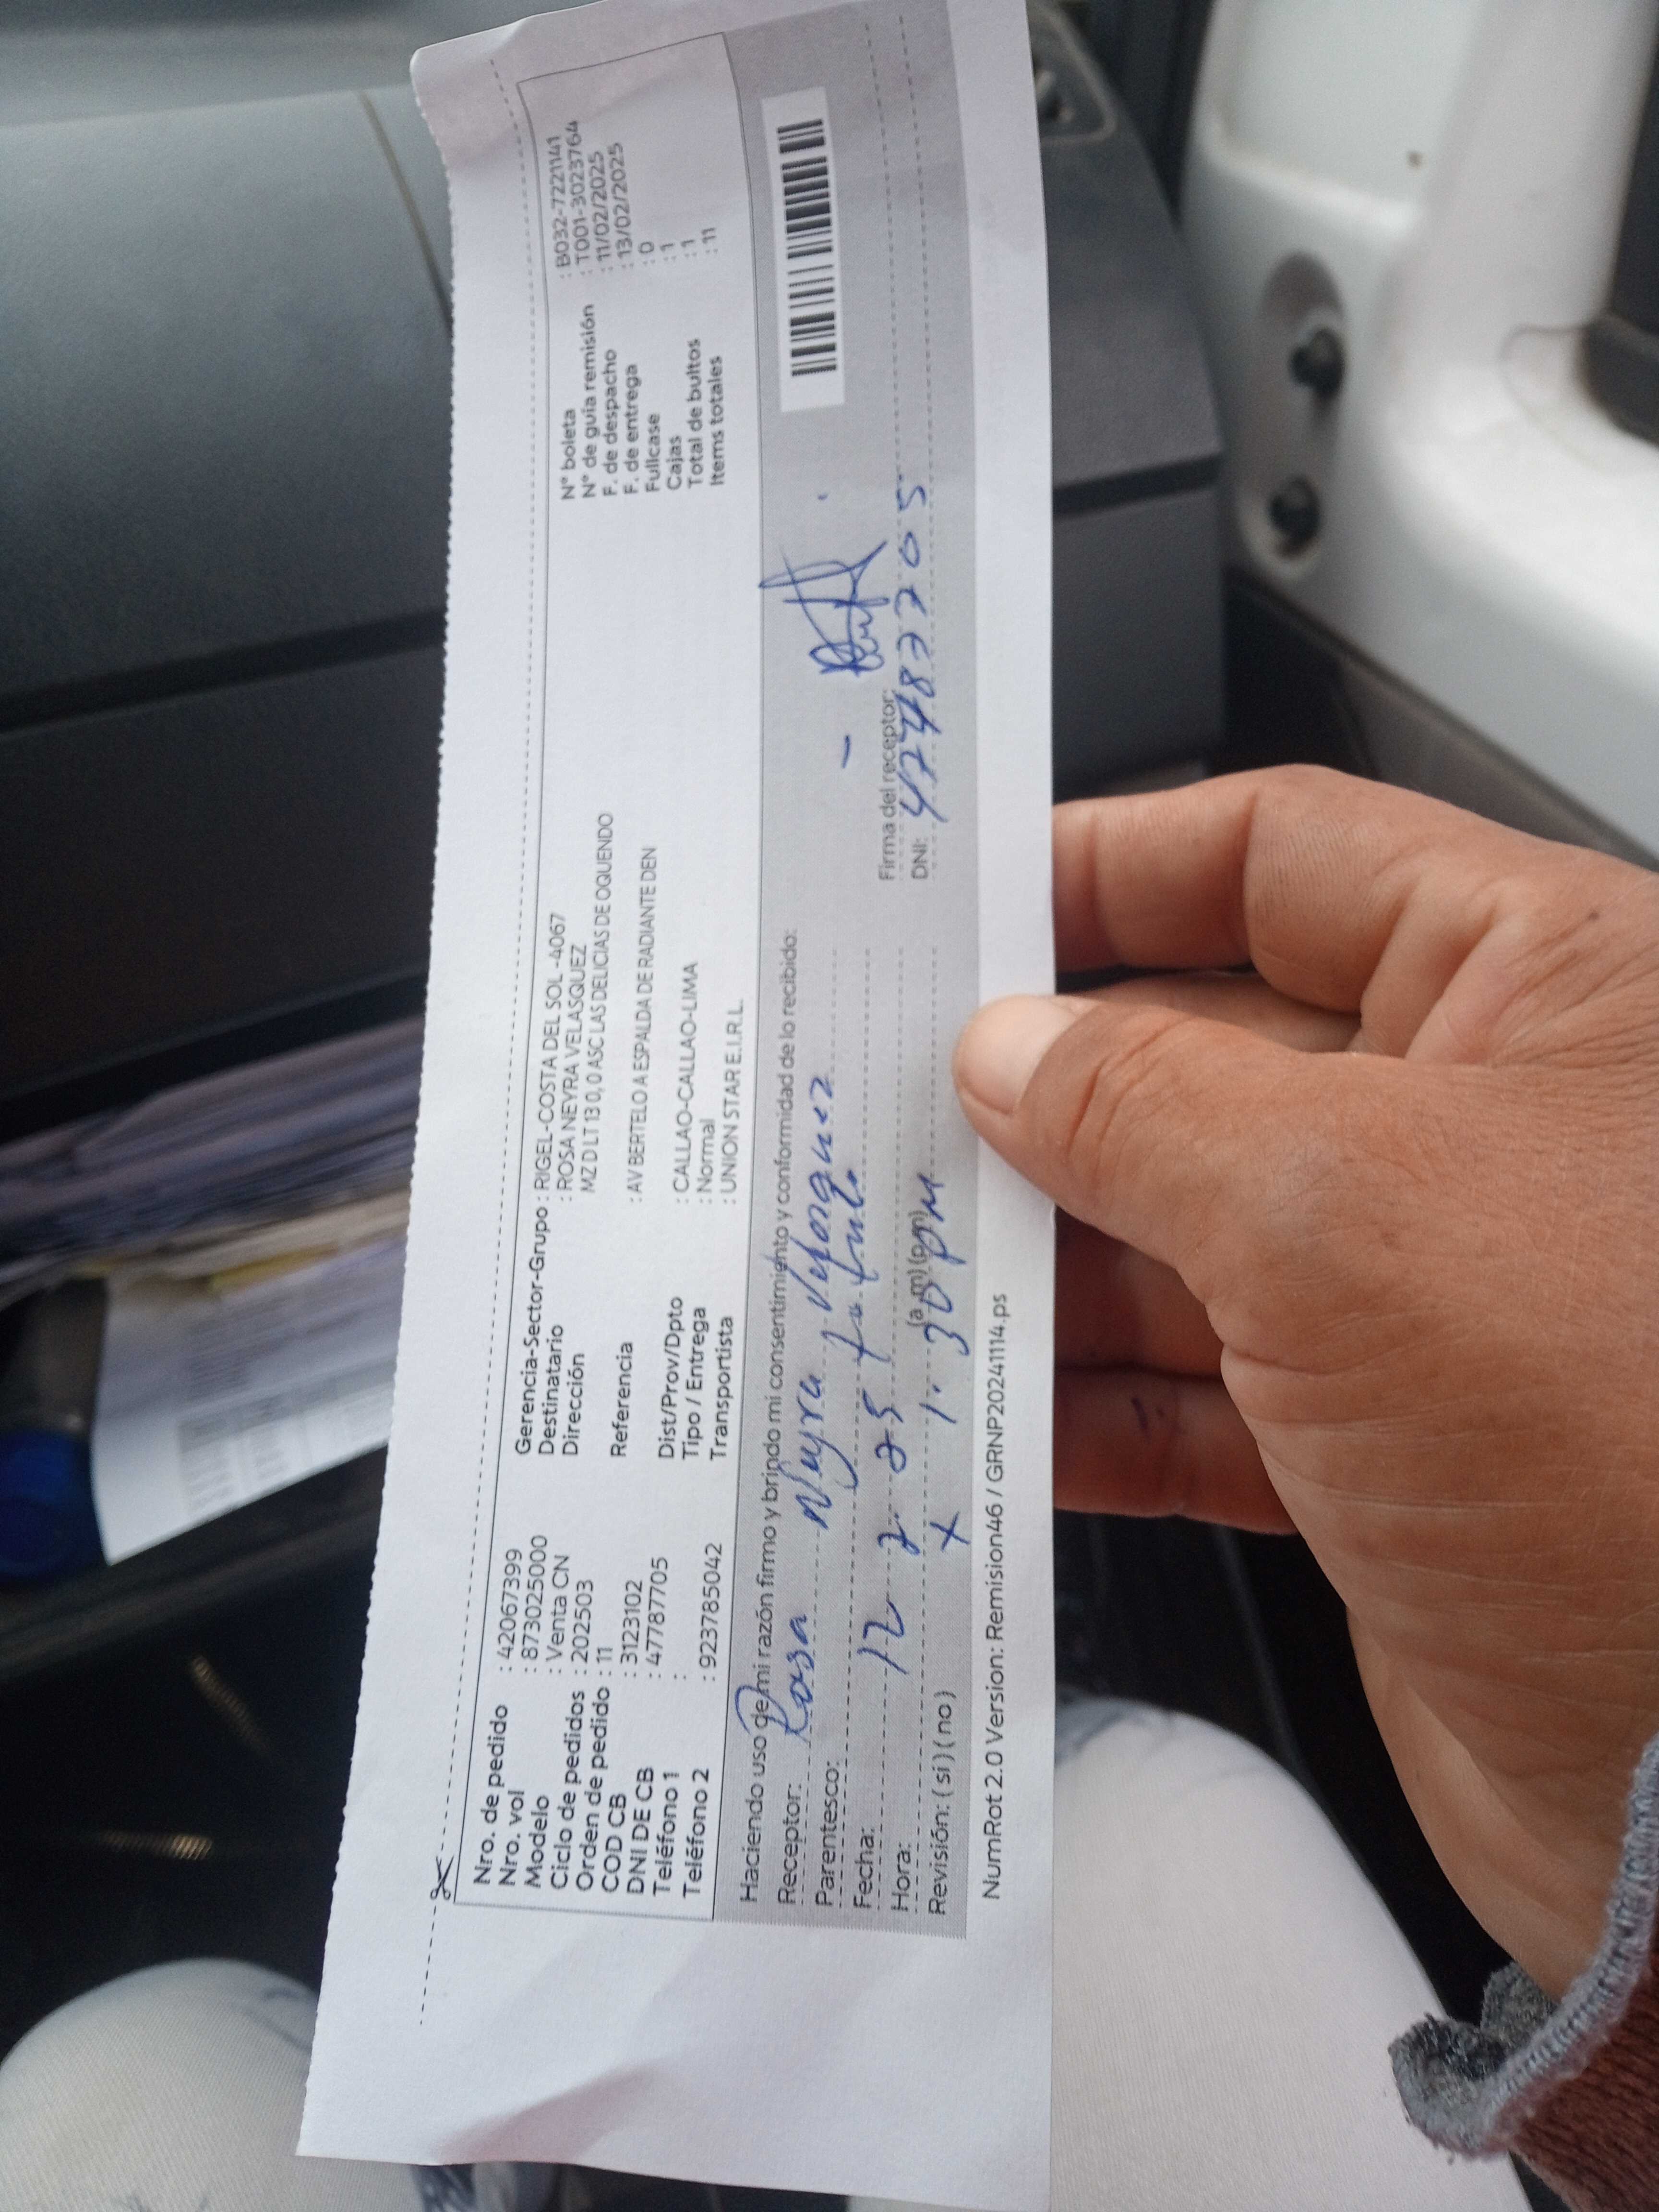 Nro. de pedido : 42067399
Nro. vol : 873025000
Modelo : Venta CN
Ciclo de pedidos : 202503
Orden de pedido : 11
COD CB : 3123102
DNI DE CB : 47787705
Teléfono 1 :
Teléfono 2 : 923785042
Gerencia-Sector-Grupo : RIGEL-COSTA DEL SOL -4067
Destinatario : ROSA NEYRA VELASQUEZ
Dirección MZ D LT 13 0, 0 ASC LAS DELICIAS DE OQUENDO
Referencia : AV BERTELO A ESPALDA DE RADIANTE DEN
Dist/Prov/Dpto : CALLAO-CALLAO-LIMA
Tipo / Entrega : Normal
Transportista : UNION STAR E.I.R.L.
N° boleta : B032-7221141
N° de guía remisión : T001-3023764
F. de despacho : 11/02/2025
F. de entrega : 13/02/2025
Fullcase : 0
Cajas : 1
Total de bultos : 1
Items totales : 11
Haciendo uso de mi razón firmo y brindo mi consentimiento y conformidad de lo recibido:
Receptor: Rosa Neyra Velasquez
Parentesco:
Fecha: 12 2 25
Hora: 1.30 pm (a.m) (p.m)
Revisión: ( si ) ( no ) x
Firma del receptor:
DNI:
NumRot 2.0 Version: Remision46 / GRNP20241114.ps